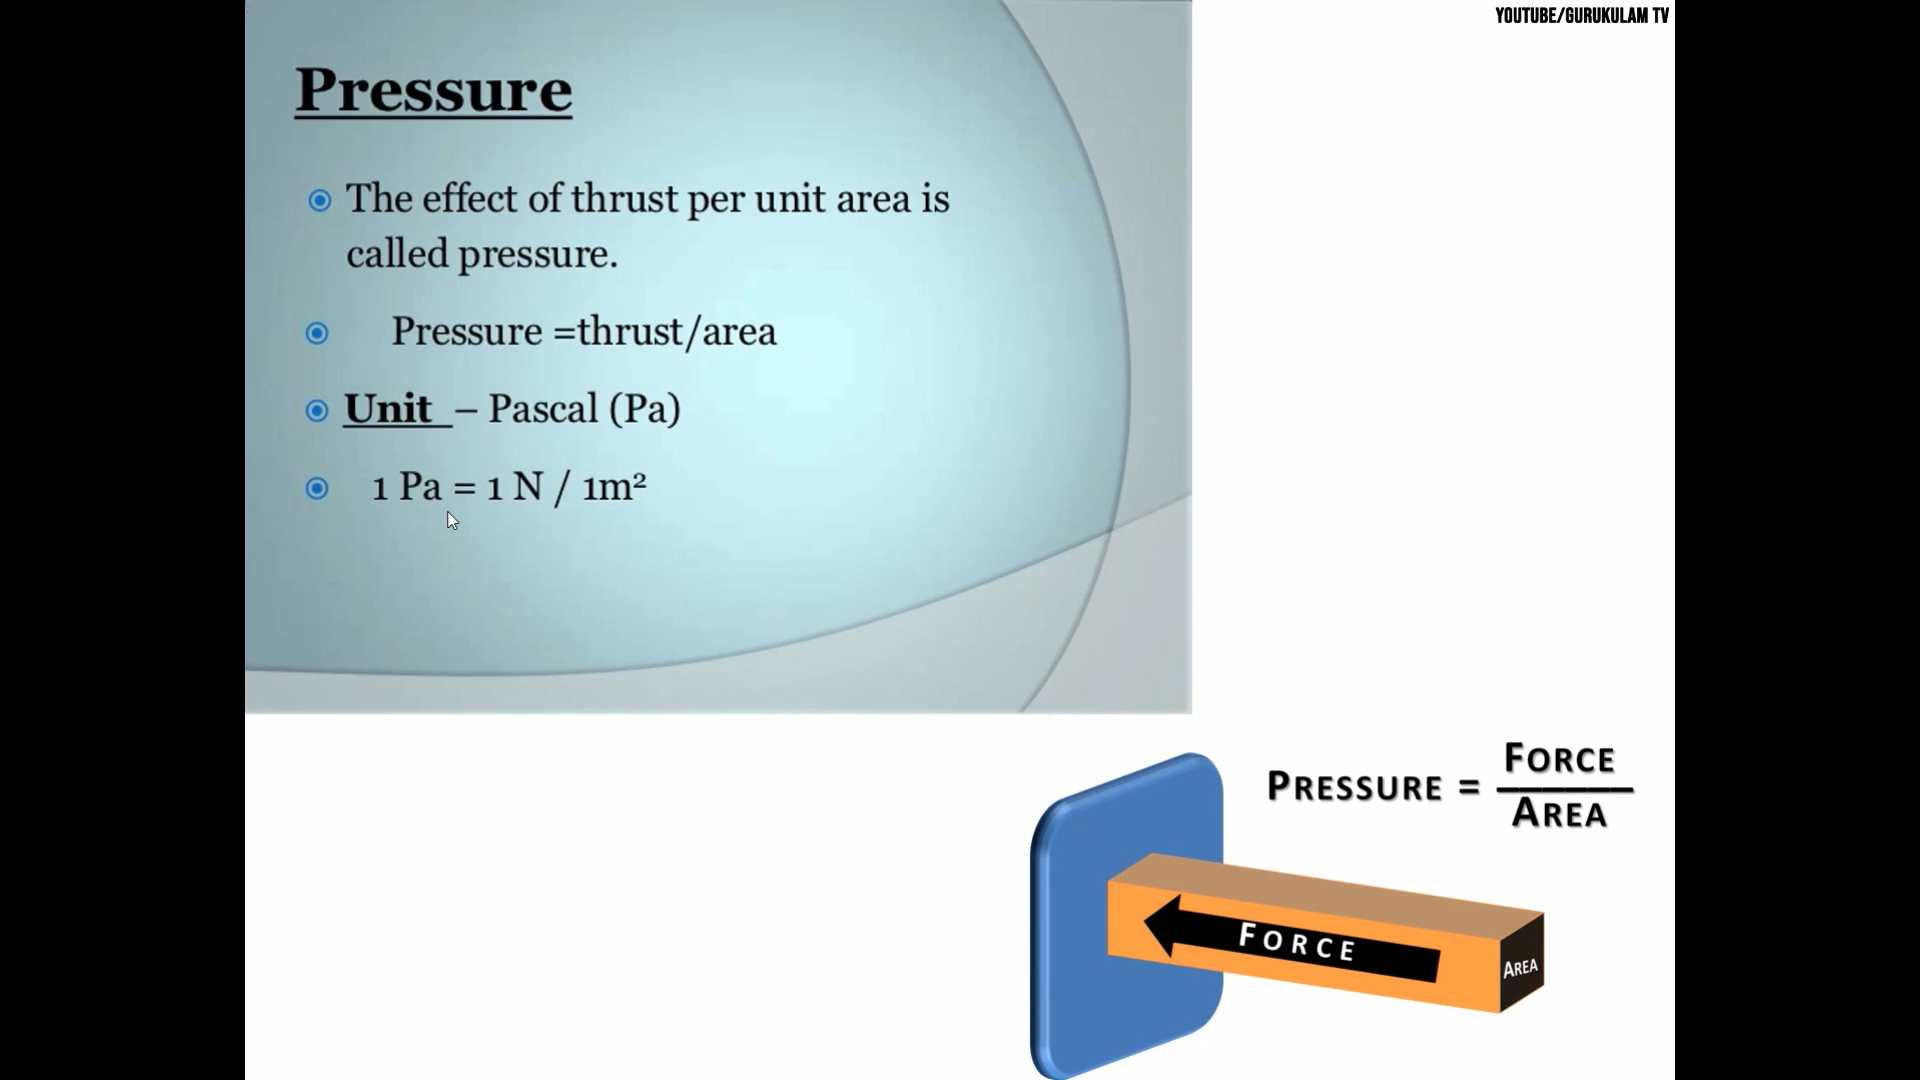 YOUTUBE/GURUKULAM TV
Pressure
The effect of thrust per unit area is
called pressure.
Pressure =thrust/area
Unit – Pascal (Pa)
1 Pa = 1 N / 1m²
PRESSURE = FORCE
AREA
FORCE
AREA